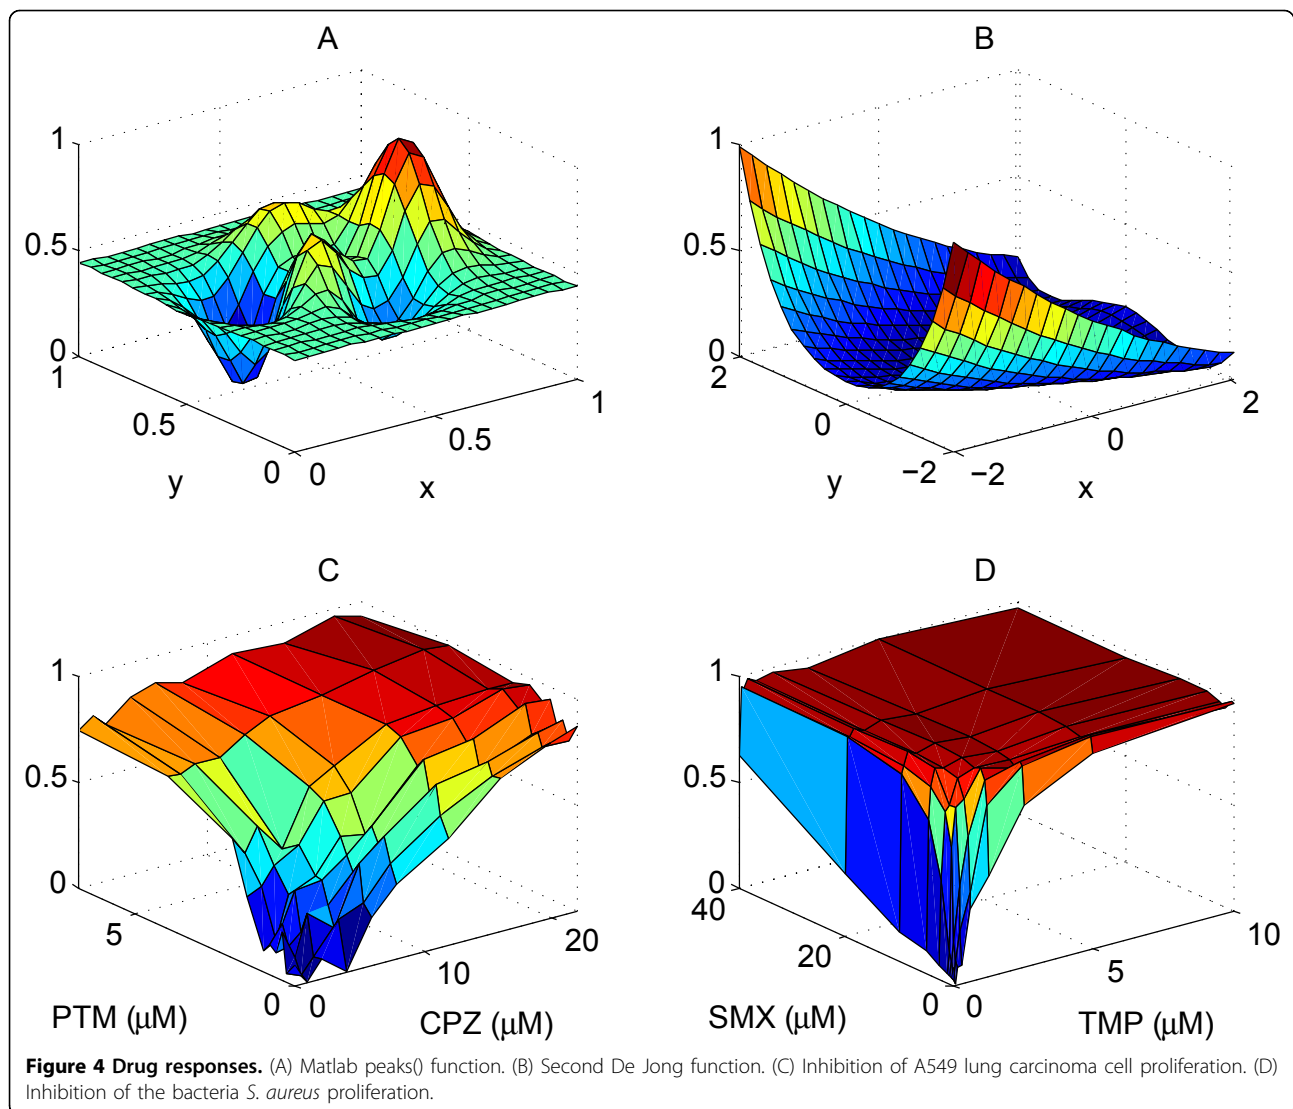 A
1
0.5
0
1
0.5
0
0
0.5
1
y
x
B
1
0.5
0
2
0
−2
−2
0
2
y
x
C
1
0.5
0
5
0
0
10
20
PTM (μM)
CPZ (μM)
D
1
0.5
0
40
20
0
0
5
10
SMX (μM)
TMP (μM)
Figure 4 Drug responses. (A) Matlab peaks() function. (B) Second De Jong function. (C) Inhibition of A549 lung carcinoma cell proliferation. (D)
Inhibition of the bacteria S. aureus proliferation.